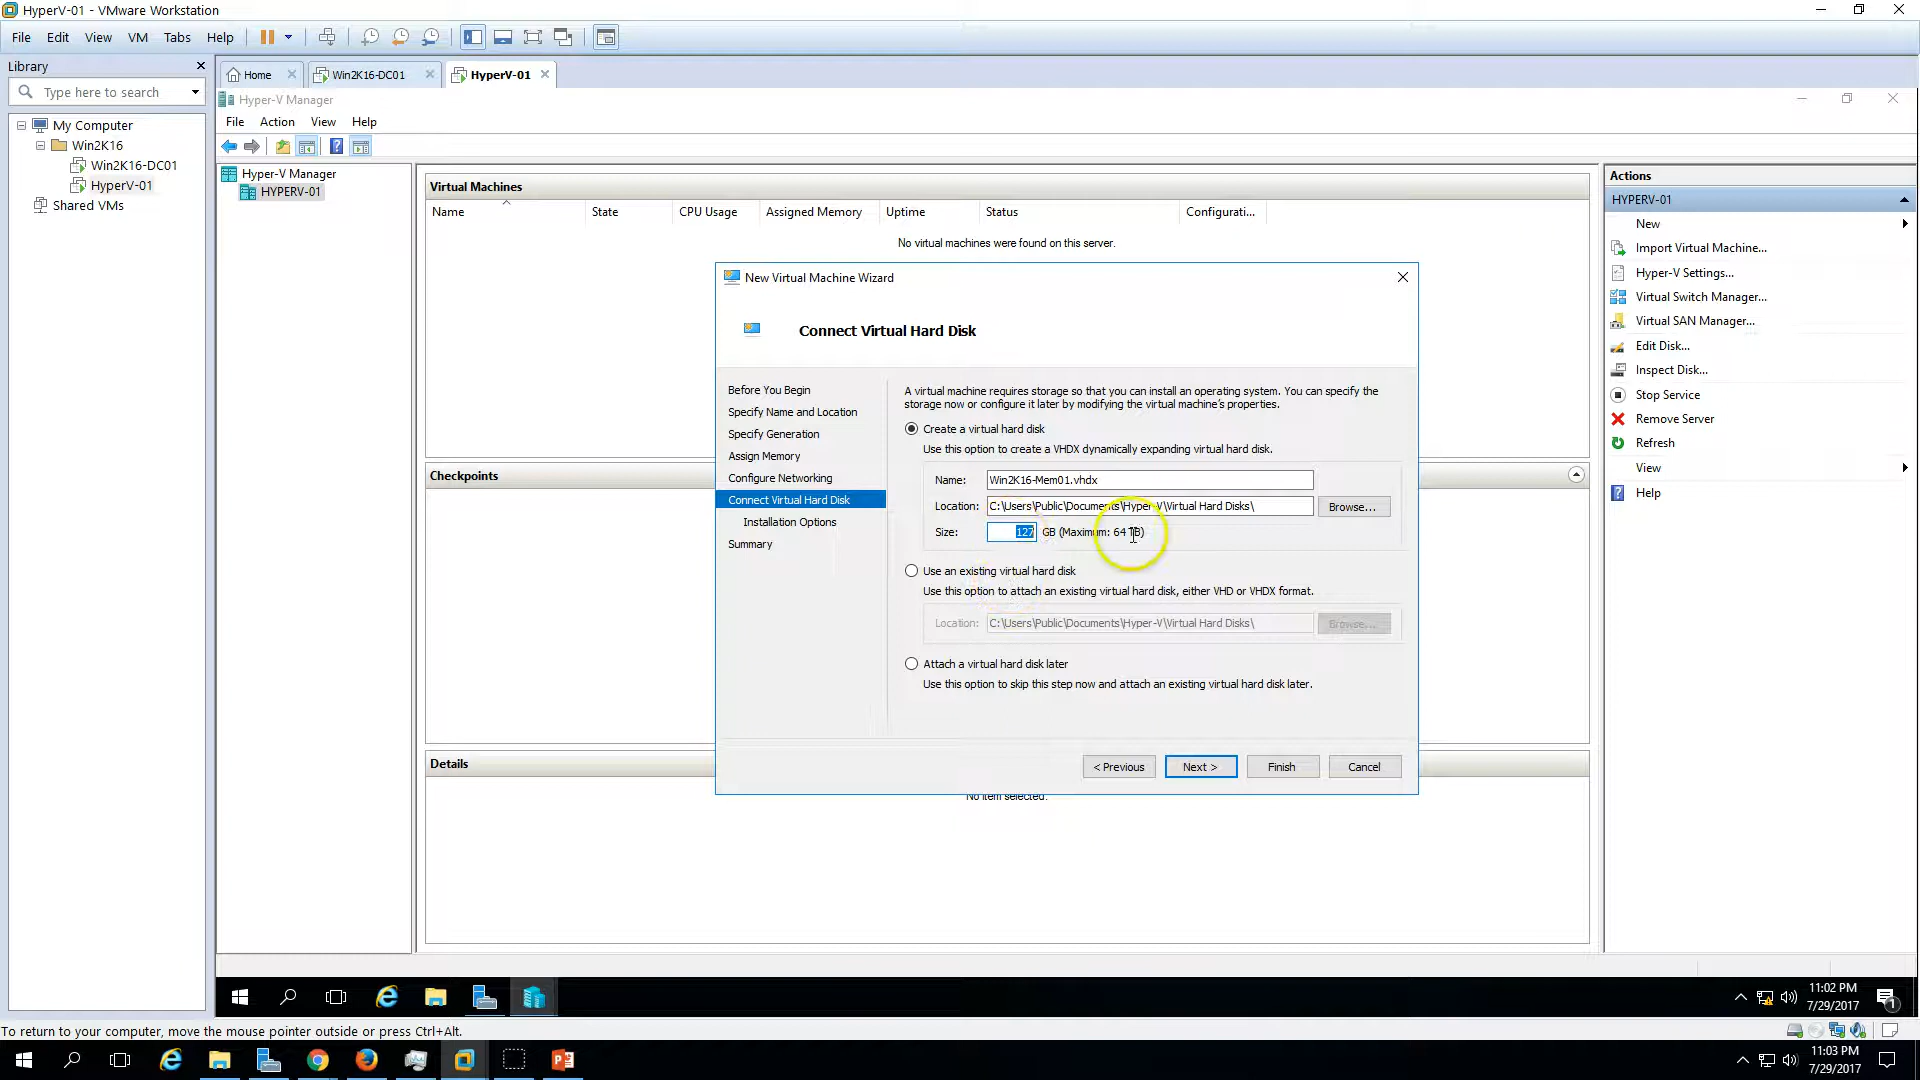 HyperV-01 - VMware Workstation
File Edit View VM Tabs Help
Library
Type here to search
My Computer
Win2K16
Win2K16-DC01
HyperV-01
Shared VMs
Home Win2K16-DC01 HyperV-01
Hyper-V Manager
File Action View Help
Hyper-V Manager
HYPERV-01
Virtual Machines
Name State CPU Usage Assigned Memory Uptime Status Configurati...
No virtual machines were found on this server.
Checkpoints
Details
No item selected.
New Virtual Machine Wizard
Connect Virtual Hard Disk
Before You Begin
Specify Name and Location
Specify Generation
Assign Memory
Configure Networking
Connect Virtual Hard Disk
Installation Options
Summary
A virtual machine requires storage so that you can install an operating system. You can specify the
storage now or configure it later by modifying the virtual machine's properties.
Create a virtual hard disk
Use this option to create a VHDX dynamically expanding virtual hard disk.
Name: Win2K16-Mem01.vhdx
Location: C:\Users\Public\Documents\Hyper-V\Virtual Hard Disks\ Browse...
Size: 127 GB (Maximum: 64 TB)
Use an existing virtual hard disk
Use this option to attach an existing virtual hard disk, either VHD or VHDX format.
Location: C:\Users\Public\Documents\Hyper-V\Virtual Hard Disks\ Browse...
Attach a virtual hard disk later
Use this option to skip this step now and attach an existing virtual hard disk later.
< Previous Next > Finish Cancel
Actions
HYPERV-01
New
Import Virtual Machine...
Hyper-V Settings...
Virtual Switch Manager...
Virtual SAN Manager...
Edit Disk...
Inspect Disk...
Stop Service
Remove Server
Refresh
View
Help
11:02 PM
7/29/2017
1
To return to your computer, move the mouse pointer outside or press Ctrl+Alt.
11:03 PM
7/29/2017